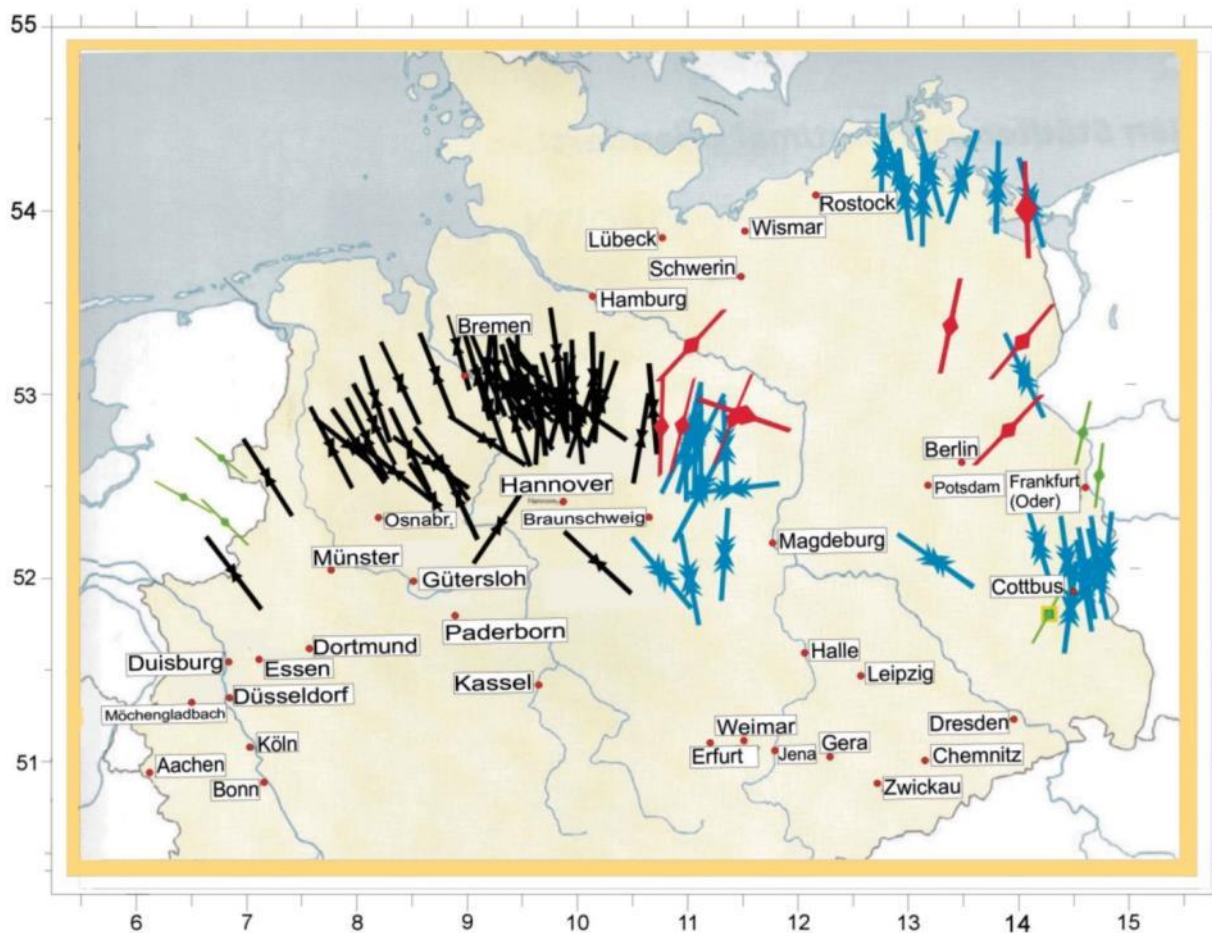 55
54
53
52
51
Rostock
Lübeck
Wismar
Schwerin
Hamburg
Bremen
Berlin
Potsdam
Frankfurt
(Oder)
Hannover
Osnabr,
Braunschweig
Magdeburg
Münster
Gütersloh
Cottbus
Paderborn
Dortmund
Duisburg
Essen
Halle
Leipzig
Kassel
Düsseldorf
Möchengladbach
Dresden
Weimar
Köln
Erfurt
Jena
Gera
Chemnitz
Aachen
Bonn
Zwickau
6 7 8 9 10 11 12 13 14 15